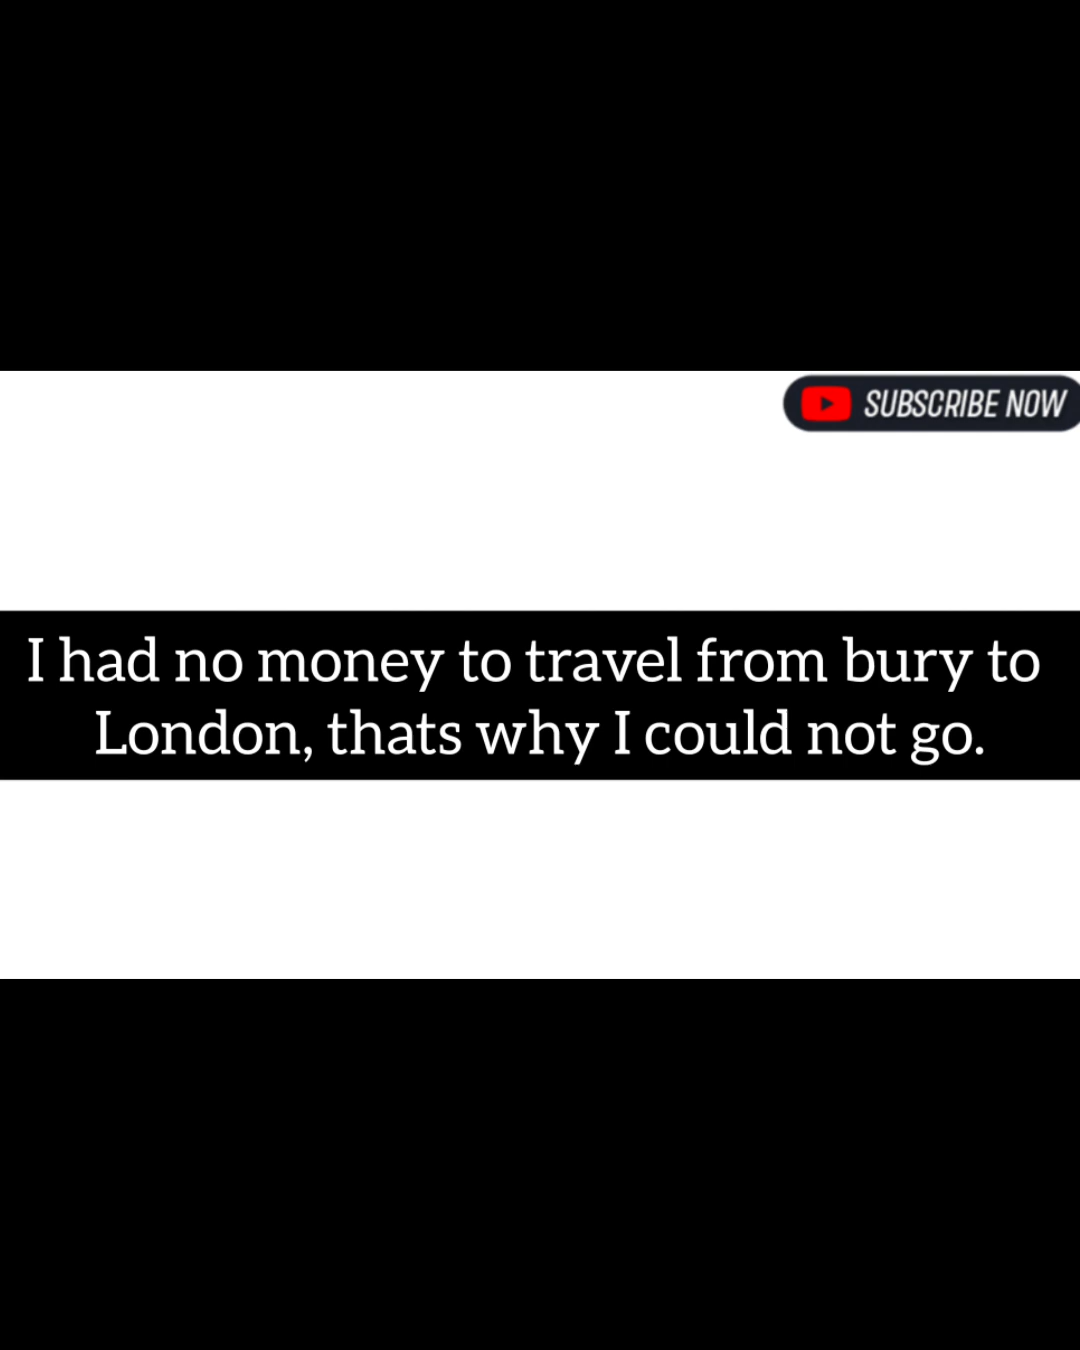 SUBSCRIBE NOW
I had no money to travel from bury to
London, thats why I could not go.